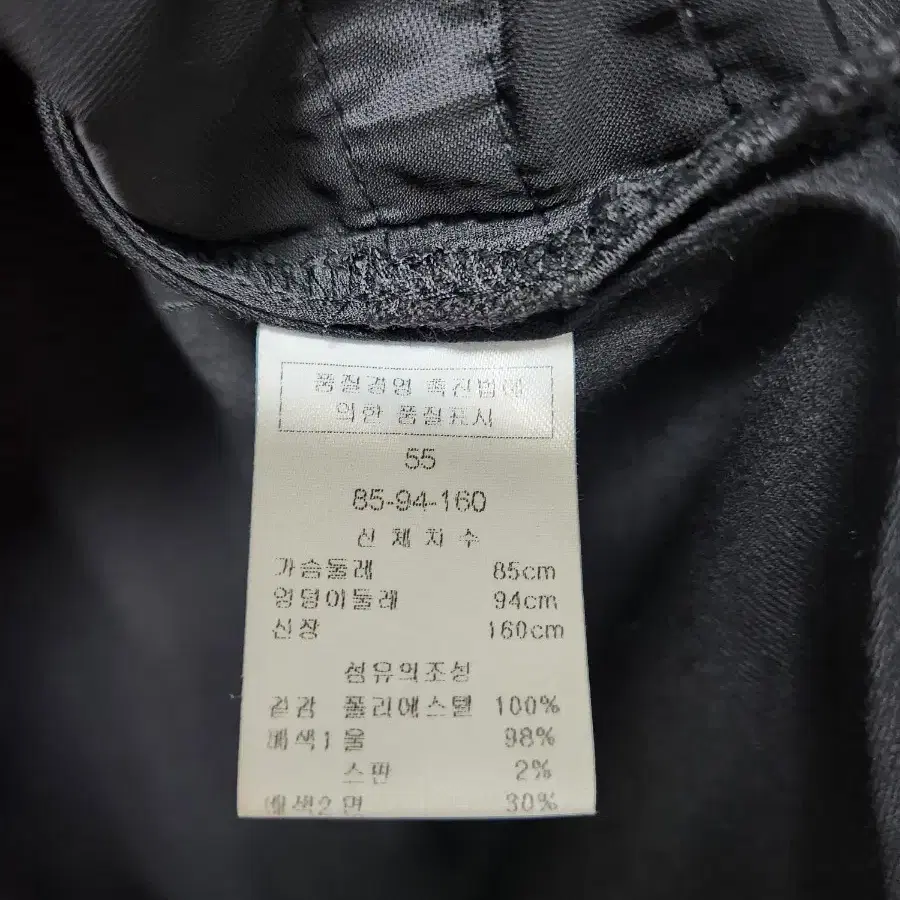 품질경영 촉진법에
의한 품질표시
55
85-94-160
신 체 치 수
가슴둘레 85cm
엉덩이둘레 94cm
신장 160cm
섬유의조성
겉감 폴리에스텔 100%
배색1울 98%
스판 2%
배색2면 30%